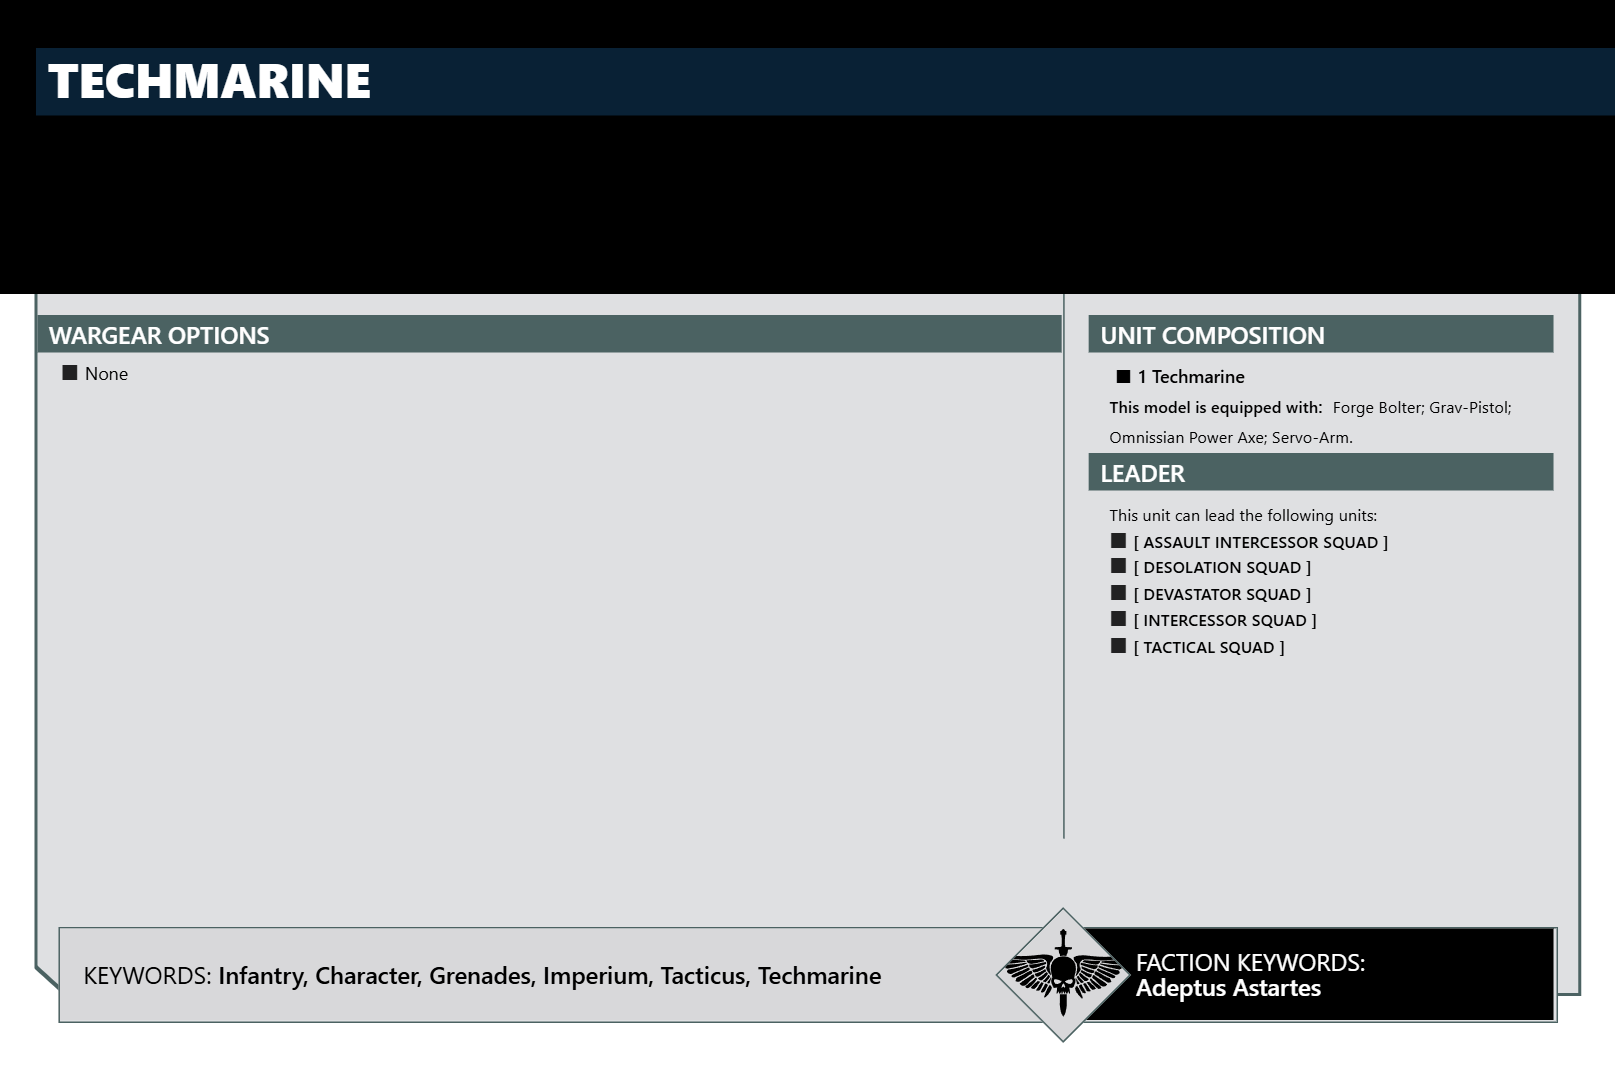 TECHMARINE
WARGEAR OPTIONS
None
UNIT COMPOSITION
1 Techmarine
This model is equipped with: Forge Bolter; Grav-Pistol;
Omnissian Power Axe; Servo-Arm.
LEADER
This unit can lead the following units:
[ ASSAULT INTERCESSOR SQUAD ]
[ DESOLATION SQUAD ]
[ DEVASTATOR SQUAD ]
[ INTERCESSOR SQUAD ]
[ TACTICAL SQUAD ]
KEYWORDS: Infantry, Character, Grenades, Imperium, Tacticus, Techmarine
FACTION KEYWORDS:
Adeptus Astartes